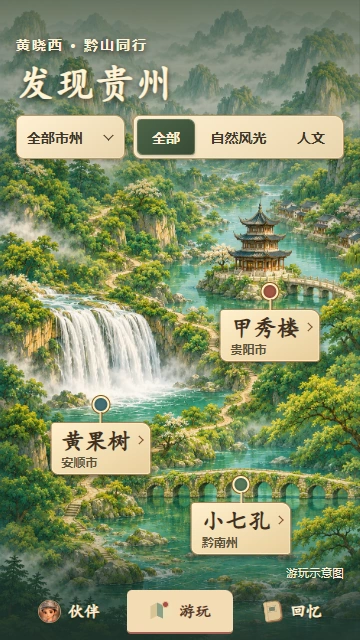 黄晓西 • 黔山同行
发现贵州
全部市州
全部 自然风光 人文
甲秀楼
贵阳市
黄果树
安顺市
小七孔
黔南州
游玩示意图
伙伴 游玩 回忆